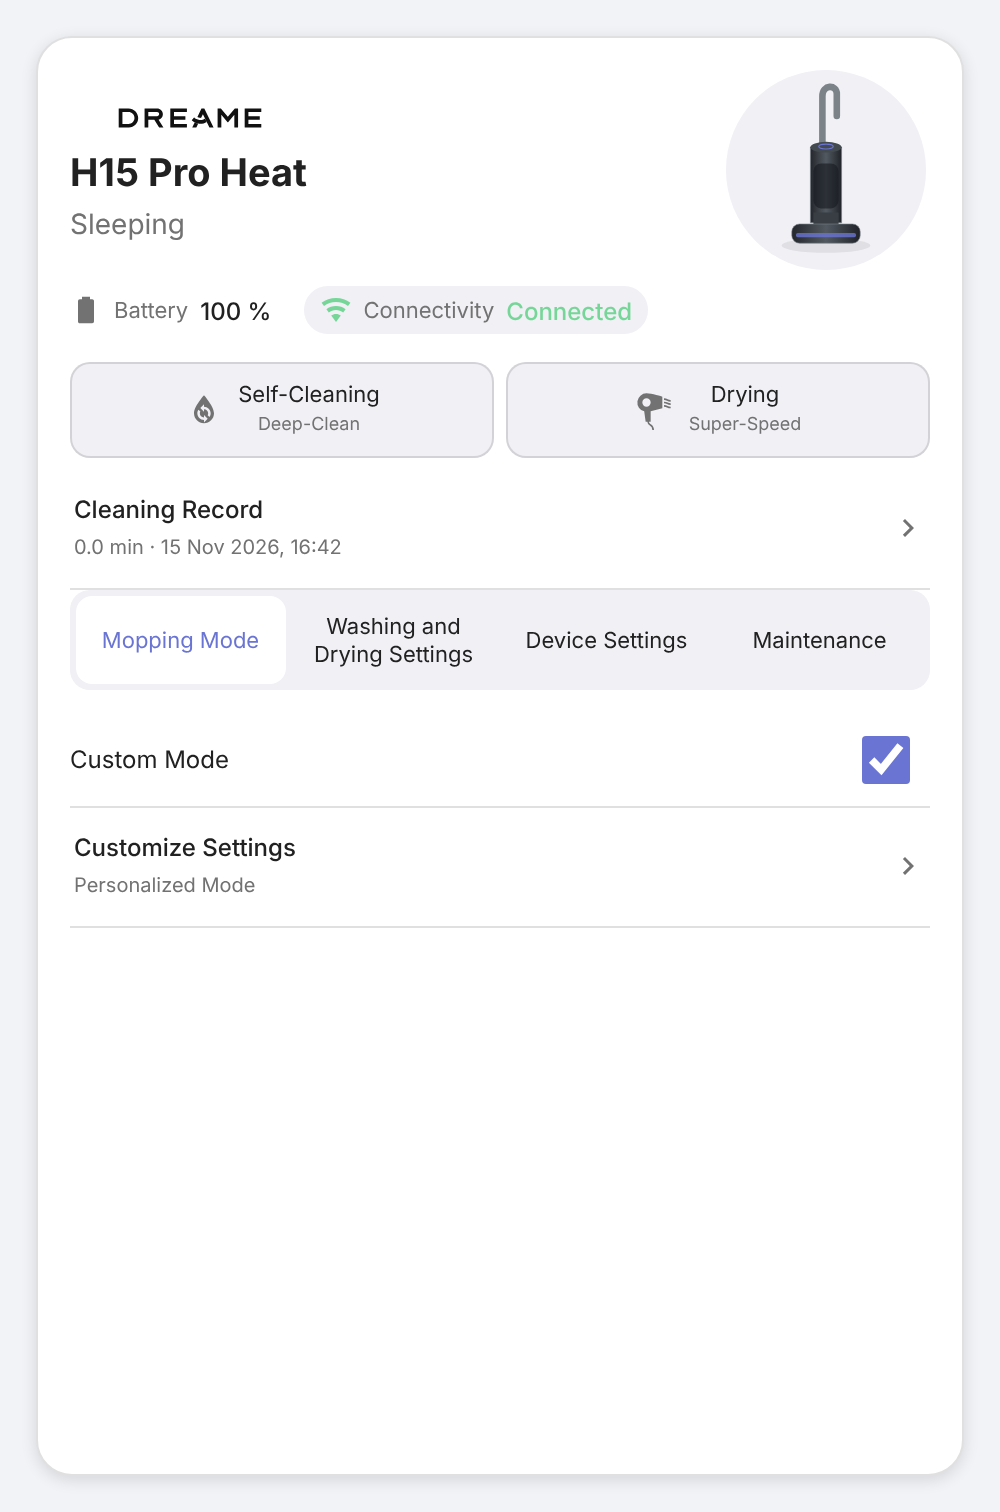 DREAME
H15 Pro Heat
Sleeping
Battery 100 %
Connectivity Connected
Self-Cleaning
Deep-Clean
Drying
Super-Speed
Cleaning Record
0.0 min · 15 Nov 2026, 16:42
Mopping Mode
Washing and
Drying Settings
Device Settings
Maintenance
Custom Mode
Customize Settings
Personalized Mode